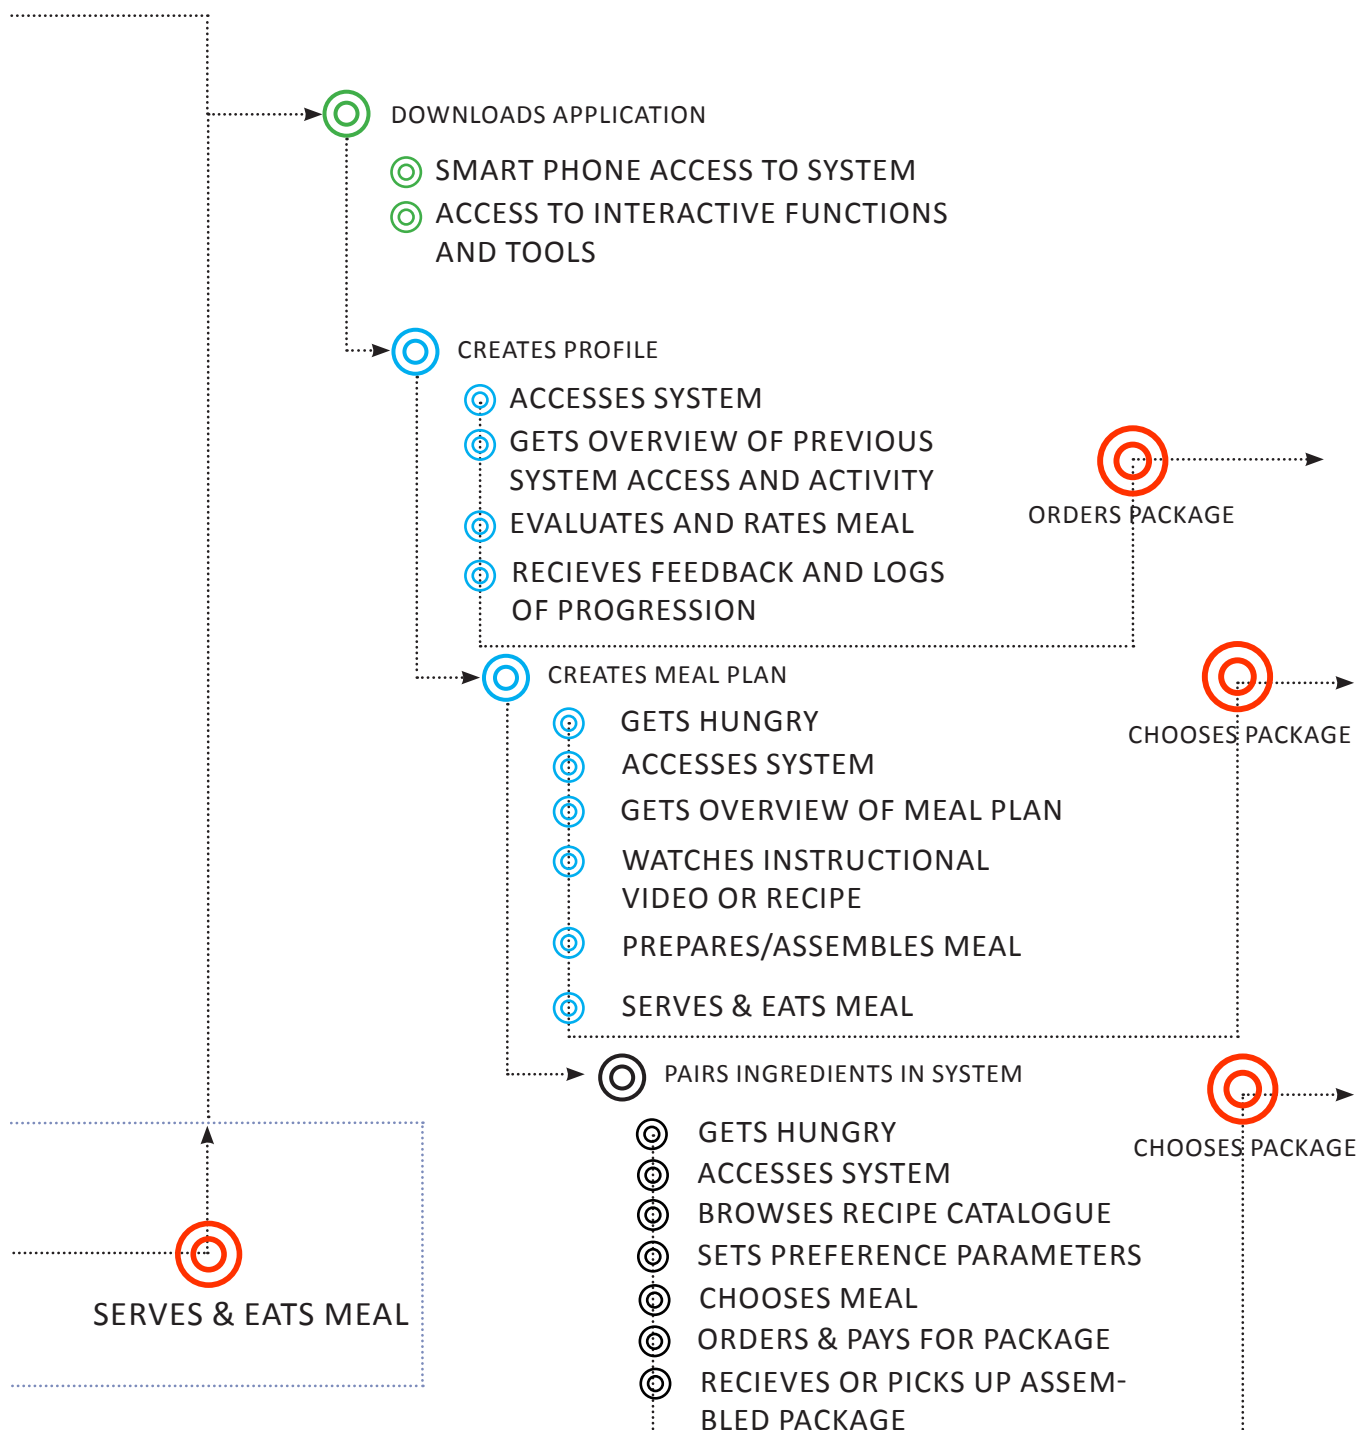 DOWNLOADS APPLICATION
SMART PHONE ACCESS TO SYSTEM
ACCESS TO INTERACTIVE FUNCTIONS
AND TOOLS
CREATES PROFILE
ACCESSES SYSTEM
GETS OVERVIEW OF PREVIOUS
SYSTEM ACCESS AND ACTIVITY
EVALUATES AND RATES MEAL
RECIEVES FEEDBACK AND LOGS
OF PROGRESSION
ORDERS PACKAGE
CREATES MEAL PLAN
GETS HUNGRY
ACCESSES SYSTEM
GETS OVERVIEW OF MEAL PLAN
WATCHES INSTRUCTIONAL
VIDEO OR RECIPE
PREPARES/ASSEMBLES MEAL
SERVES & EATS MEAL
CHOOSES PACKAGE
PAIRS INGREDIENTS IN SYSTEM
GETS HUNGRY
ACCESSES SYSTEM
BROWSES RECIPE CATALOGUE
SETS PREFERENCE PARAMETERS
CHOOSES MEAL
ORDERS & PAYS FOR PACKAGE
RECIEVES OR PICKS UP ASSEM-
BLED PACKAGE
CHOOSES PACKAGE
SERVES & EATS MEAL